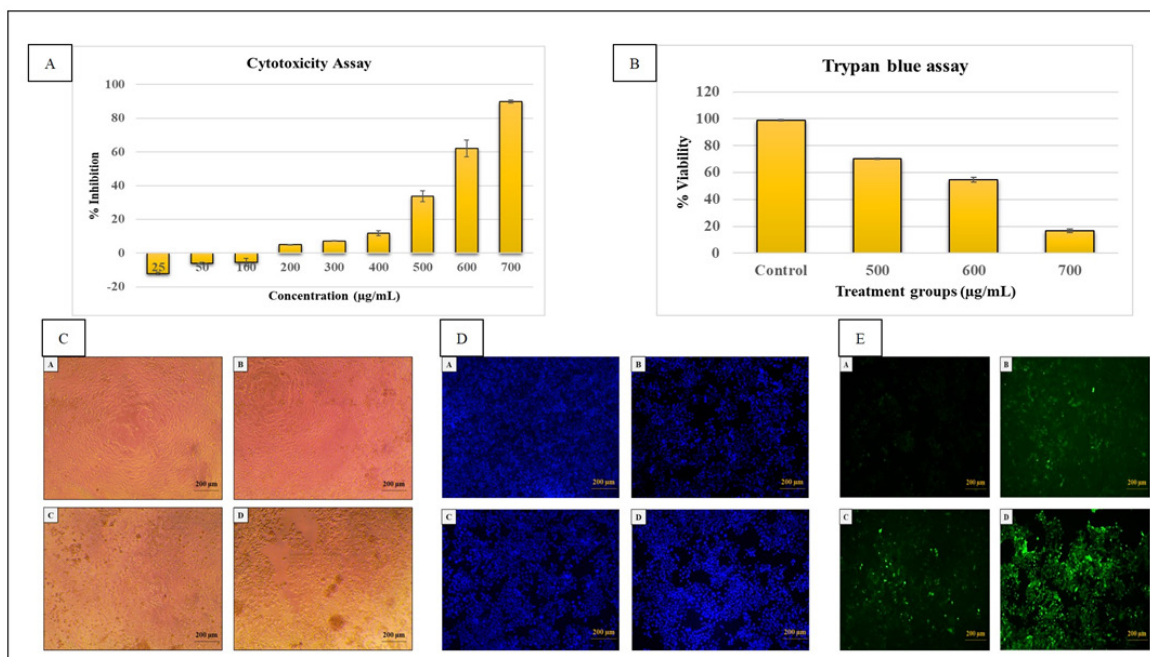 A
Cytotoxicity Assay
% Inhibition
100
80
60
40
20
0
-20
25 50 100 200 300 400 500 600 700
Concentration (µg/mL)
B
Trypan blue assay
% Viability
120
100
80
60
40
20
0
Control 500 600 700
Treatment groups (µg/mL)
C
A
200 µm
B
200 µm
C
200 µm
D
200 µm
D
A
200 µm
B
200 µm
C
200 µm
D
200 µm
E
A
200 µm
B
200 µm
C
200 µm
D
200 µm